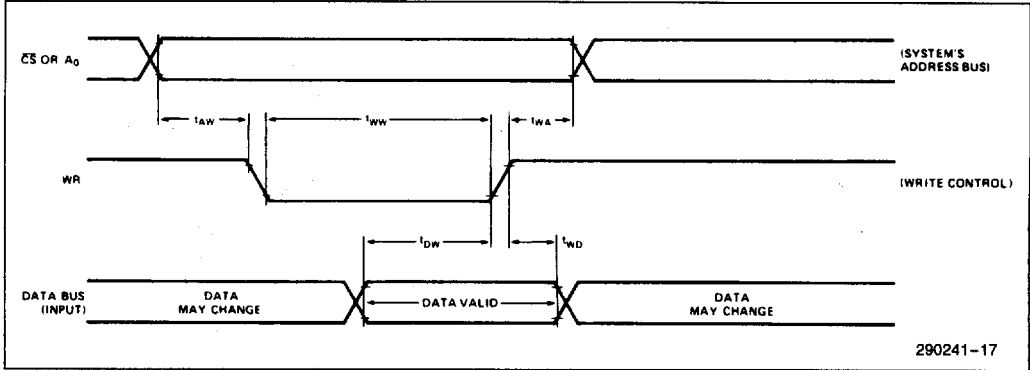 C̅S̅ OR A₀
(SYSTEM'S
ADDRESS BUS)
tAW
tWW
tWA
WR
(WRITE CONTROL)
tDW
tWD
DATA BUS
(INPUT)
DATA
MAY CHANGE
DATA VALID
DATA
MAY CHANGE
290241-17